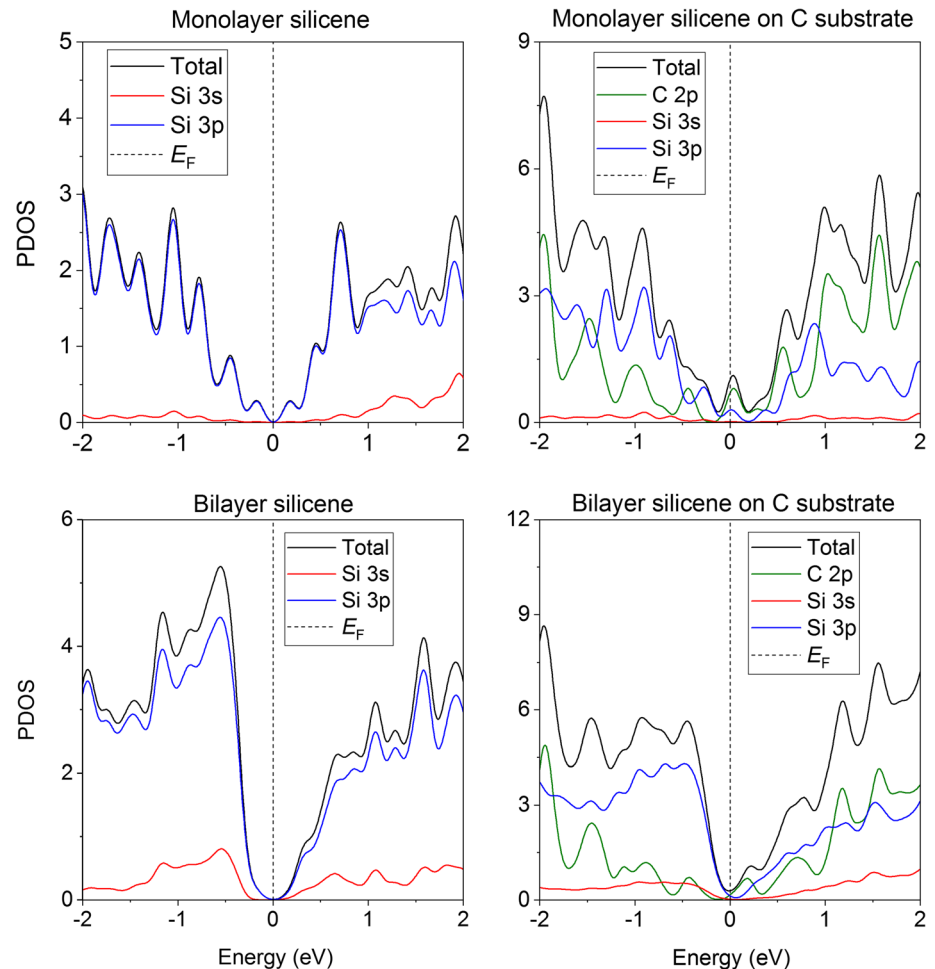 Monolayer silicene
PDOS
5
4
3
2
1
0
-2
-1
0
1
2
Total
Si 3s
Si 3p
E_F
Monolayer silicene on C substrate
9
6
3
0
-2
-1
0
1
2
Total
C 2p
Si 3s
Si 3p
E_F
Bilayer silicene
PDOS
6
4
2
0
-2
-1
0
1
2
Energy (eV)
Total
Si 3s
Si 3p
E_F
Bilayer silicene on C substrate
12
9
6
3
0
-2
-1
0
1
2
Energy (eV)
Total
C 2p
Si 3s
Si 3p
E_F